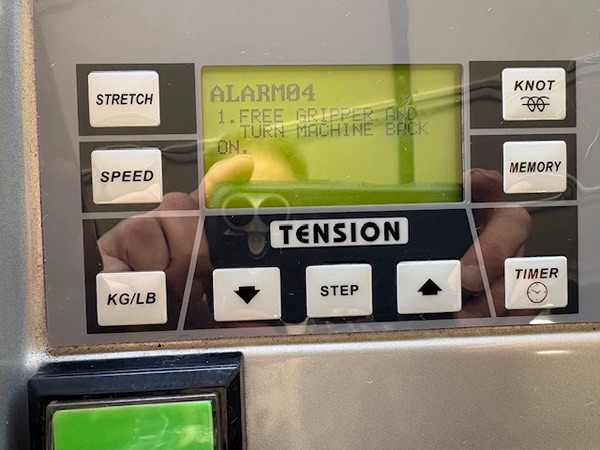 STRETCH
SPEED
KG/LB
ALARM04
1.FREE GRIPPER AND
TURN MACHINE BACK
ON.
TENSION
STEP
KNOT
MEMORY
TIMER